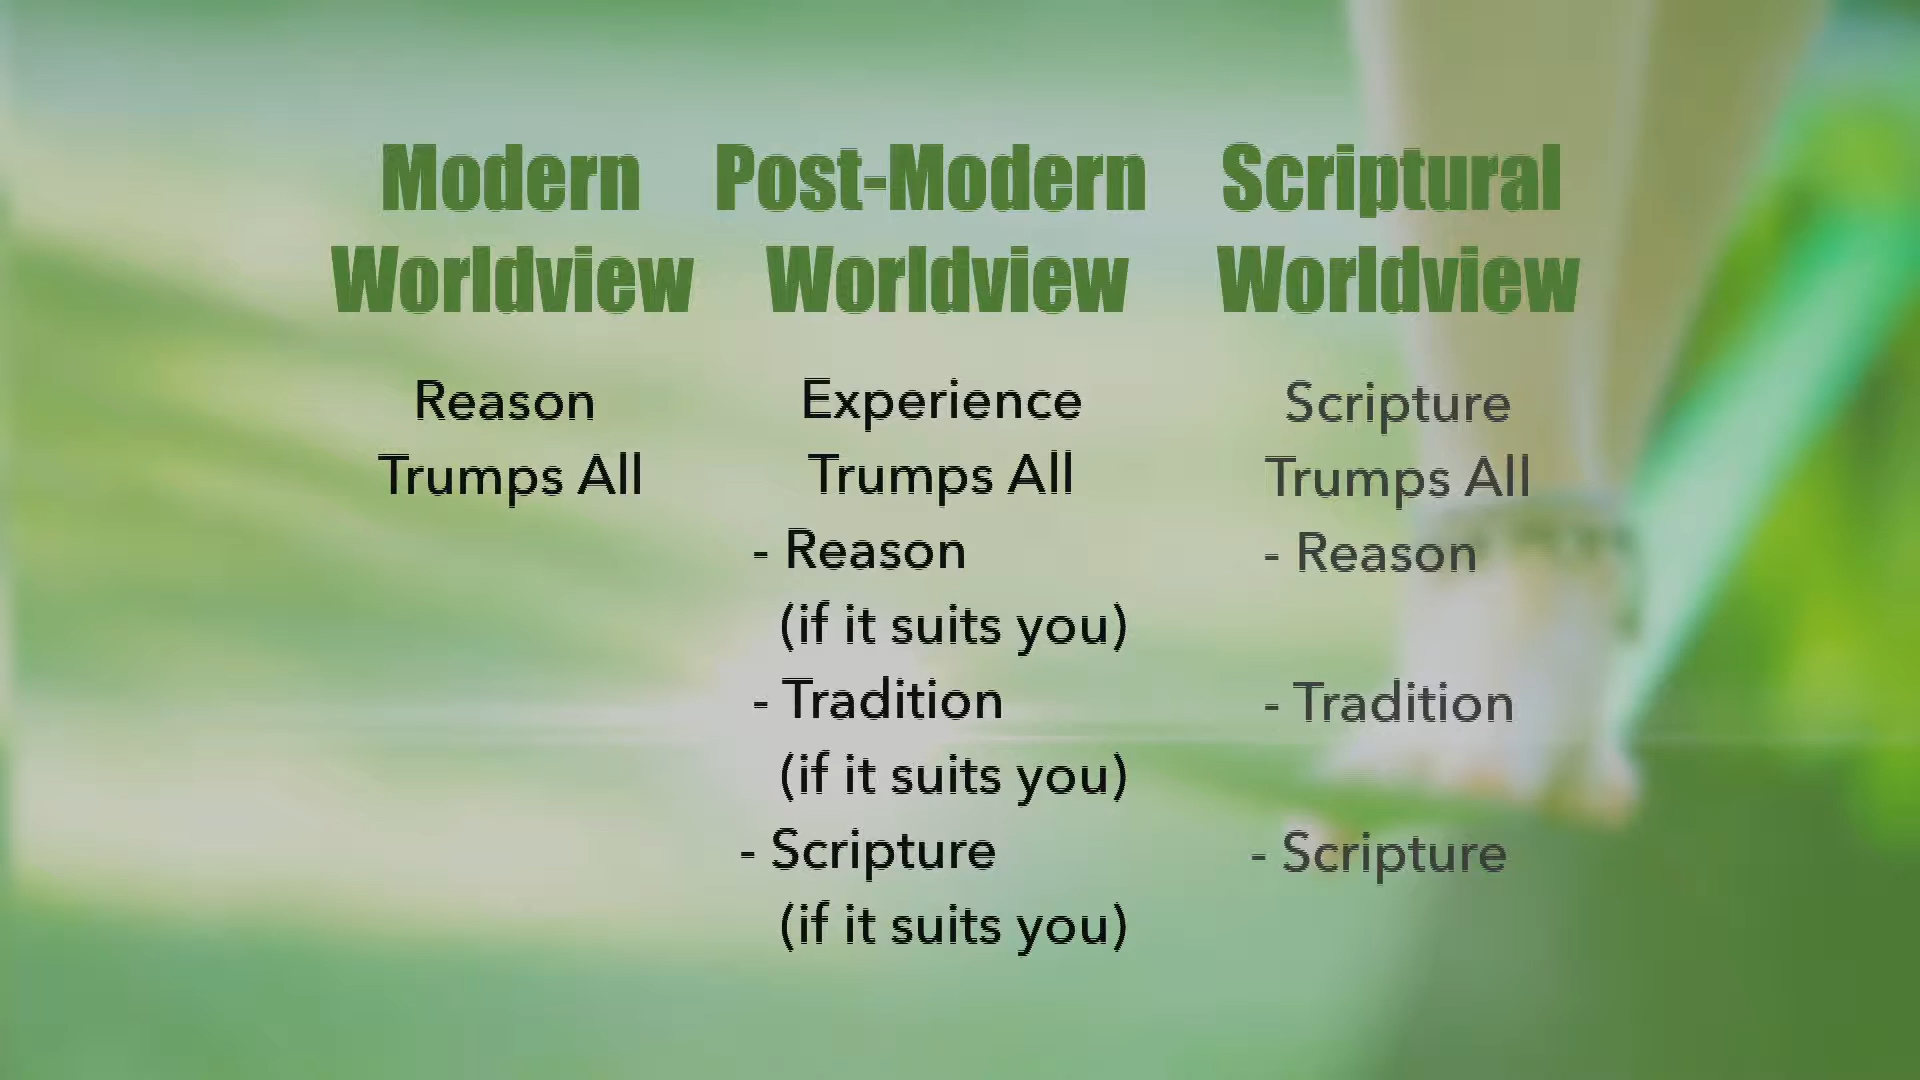 Modern
Worldview
Reason
Trumps All
Post-Modern
Worldview
Experience
Trumps All
- Reason
(if it suits you)
- Tradition
(if it suits you)
- Scripture
(if it suits you)
Scriptural
Worldview
Scripture
Trumps All
- Reason
- Tradition
- Scripture